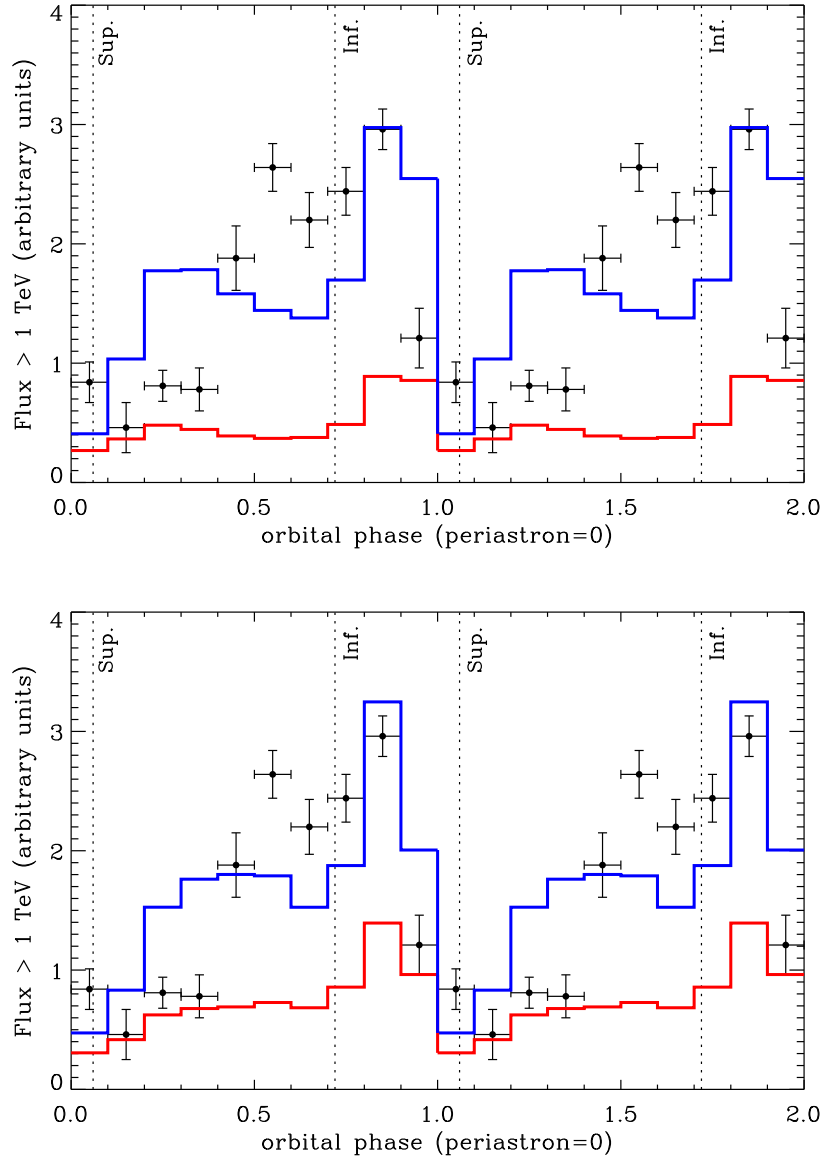 4
3
2
1
0
Flux > 1 TeV (arbitrary units)
Sup.
Inf.
Sup.
Inf.
0.0 0.5 1.0 1.5 2.0
orbital phase (periastron=0)
4
3
2
1
0
Flux > 1 TeV (arbitrary units)
Sup.
Inf.
Sup.
Inf.
0.0 0.5 1.0 1.5 2.0
orbital phase (periastron=0)